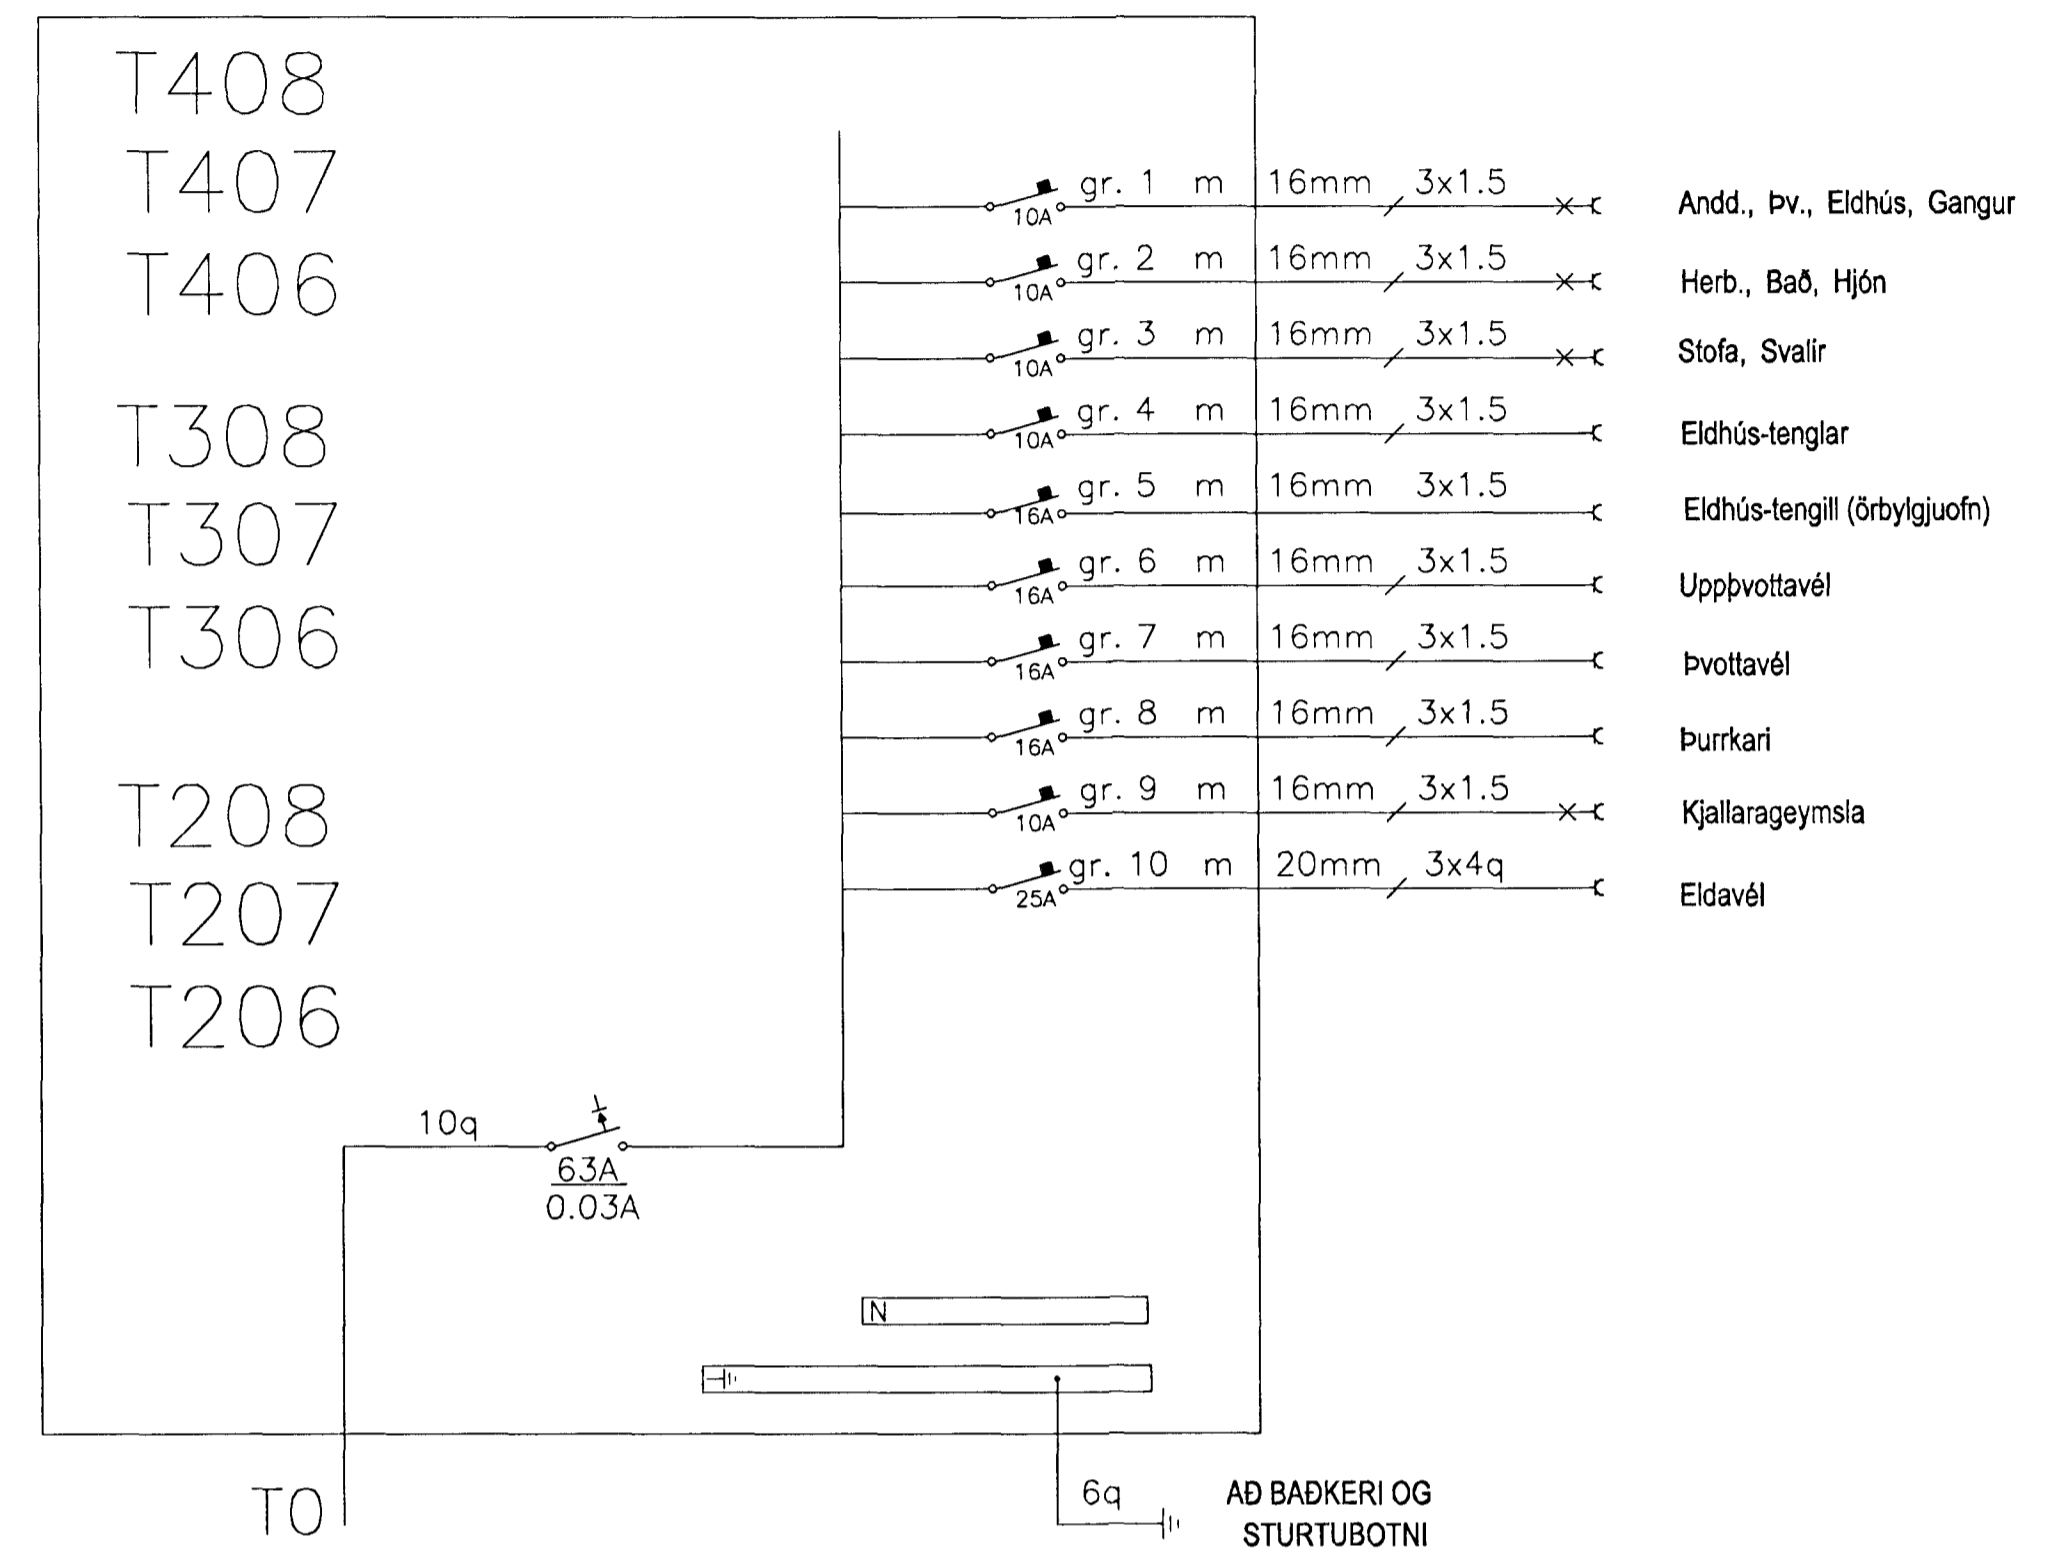 T408
T407
T406
T308
T307
T306
T208
T207
T206
gr. 1 m 16mm 3x1.5 Andd., Þv., Eldhús, Gangur
10A
gr. 2 m 16mm 3x1.5 Herb., Bað, Hjón
10A
gr. 3 m 16mm 3x1.5 Stofa, Svalir
10A
gr. 4 m 16mm 3x1.5 Eldhús-tenglar
10A
gr. 5 m 16mm 3x1.5 Eldhús-tengill (örbylgjuofn)
16A
gr. 6 m 16mm 3x1.5 Uppþvottavél
16A
gr. 7 m 16mm 3x1.5 Þvottavél
16A
gr. 8 m 16mm 3x1.5 Þurrkari
16A
gr. 9 m 16mm 3x1.5 Kjallarageymsla
10A
gr. 10 m 20mm 3x4q Eldavél
25A
10q
63A
0.03A
N
T0
6q
AÐ BAÐKERI OG
STURTUBOTNI